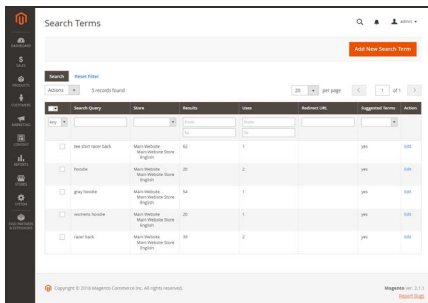 Search Terms
admin
Add New Search Term
Search Reset Filter
Actions 5 records found 20 per page 1 of 1
Search Query Store Results Uses Redirect URL Suggested Terms Action
Any From From
To To
tee shirt racer back Main Website 62 1 yes Edit
Main Website Store
English
hoodie Main Website 20 2 yes Edit
Main Website Store
English
gray hoodie Main Website 54 1 yes Edit
Main Website Store
English
womens hoodie Main Website 20 1 yes Edit
Main Website Store
English
racer back Main Website 39 2 yes Edit
Main Website Store
English
DASHBOARD
SALES
PRODUCTS
CUSTOMERS
MARKETING
CONTENT
REPORTS
STORES
SYSTEM
FIND PARTNERS
& EXTENSIONS
Copyright © 2016 Magento Commerce Inc. All rights reserved. Magento ver. 2.1.1
Report Bugs